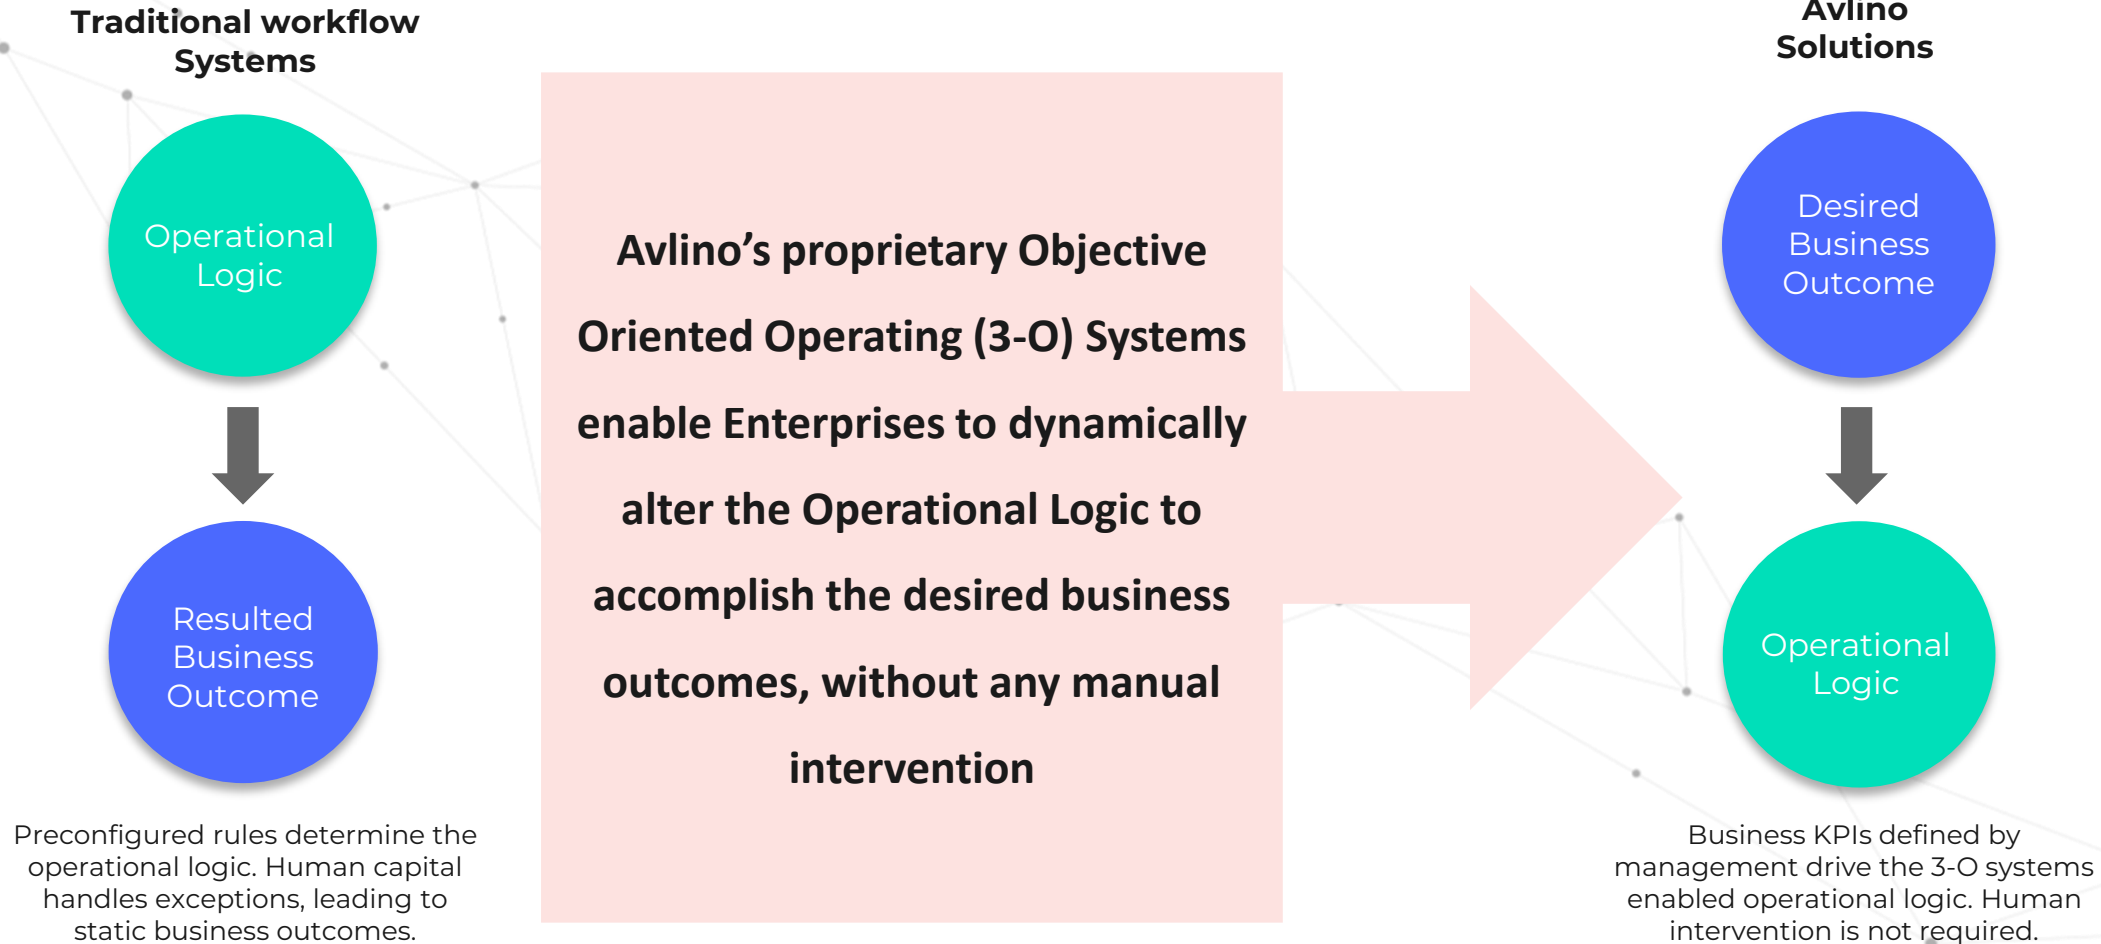 Traditional workflow
Systems
Operational
Logic
Resulted
Business
Outcome
Preconfigured rules determine the
operational logic. Human capital
handles exceptions, leading to
static business outcomes.
Avlino’s proprietary Objective
Oriented Operating (3-O) Systems
enable Enterprises to dynamically
alter the Operational Logic to
accomplish the desired business
outcomes, without any manual
intervention
Avlino
Solutions
Desired
Business
Outcome
Operational
Logic
Business KPIs defined by
management drive the 3-O systems
enabled operational logic. Human
intervention is not required.